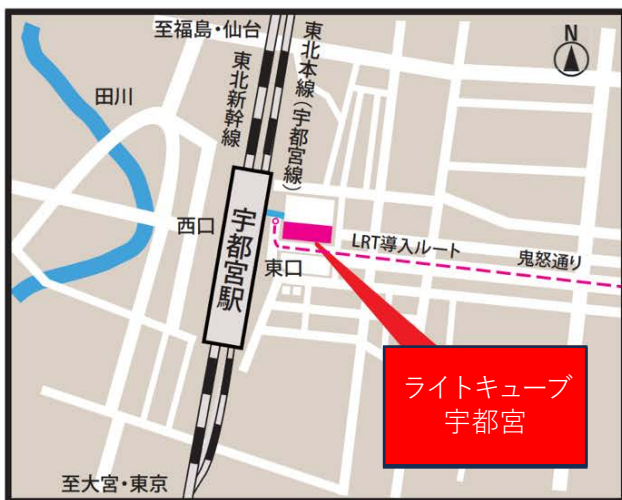 至福島・仙台
N
東北本線(宇都宮線)
東北新幹線
田川
西口
宇都宮駅
東口
LRT導入ルート
鬼怒通り
ライトキューブ
宇都宮
至大宮・東京